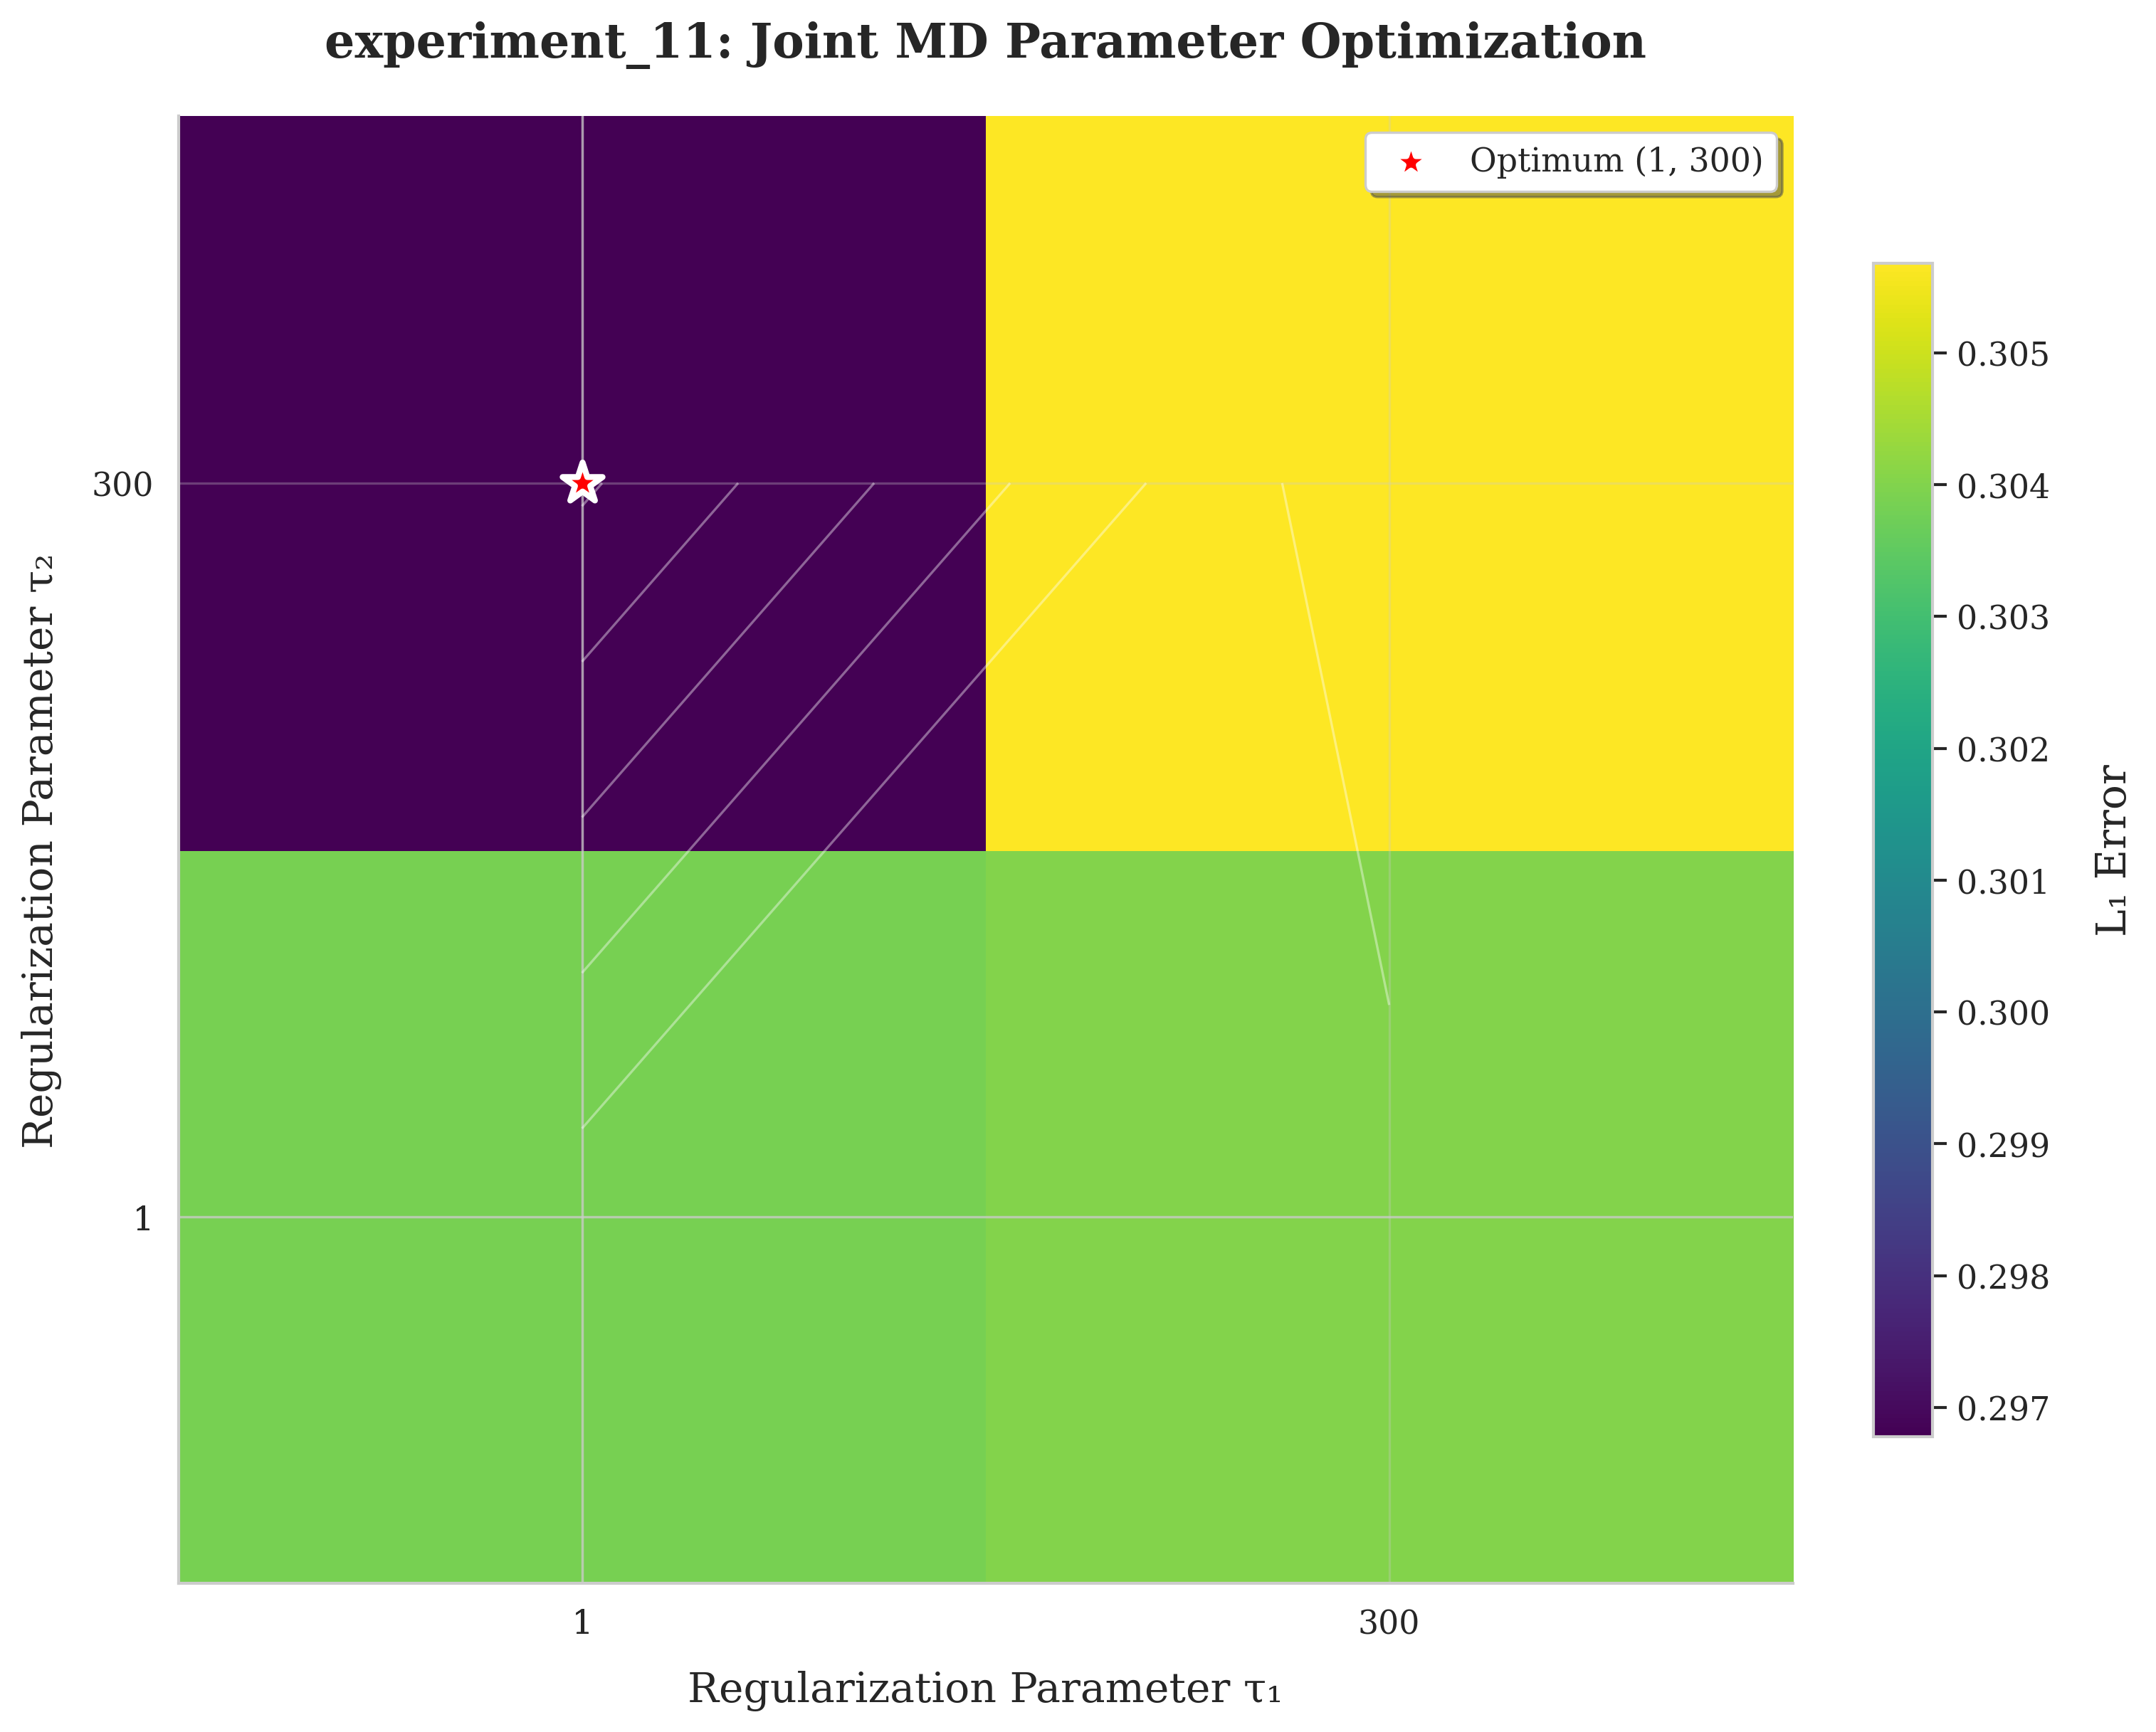 experiment_11: Joint MD Parameter Optimization
Optimum (1, 300)
Regularization Parameter τ₂
300
1
1
300
Regularization Parameter τ₁
0.305
0.304
0.303
0.302
0.301
0.300
0.299
0.298
0.297
L₁ Error